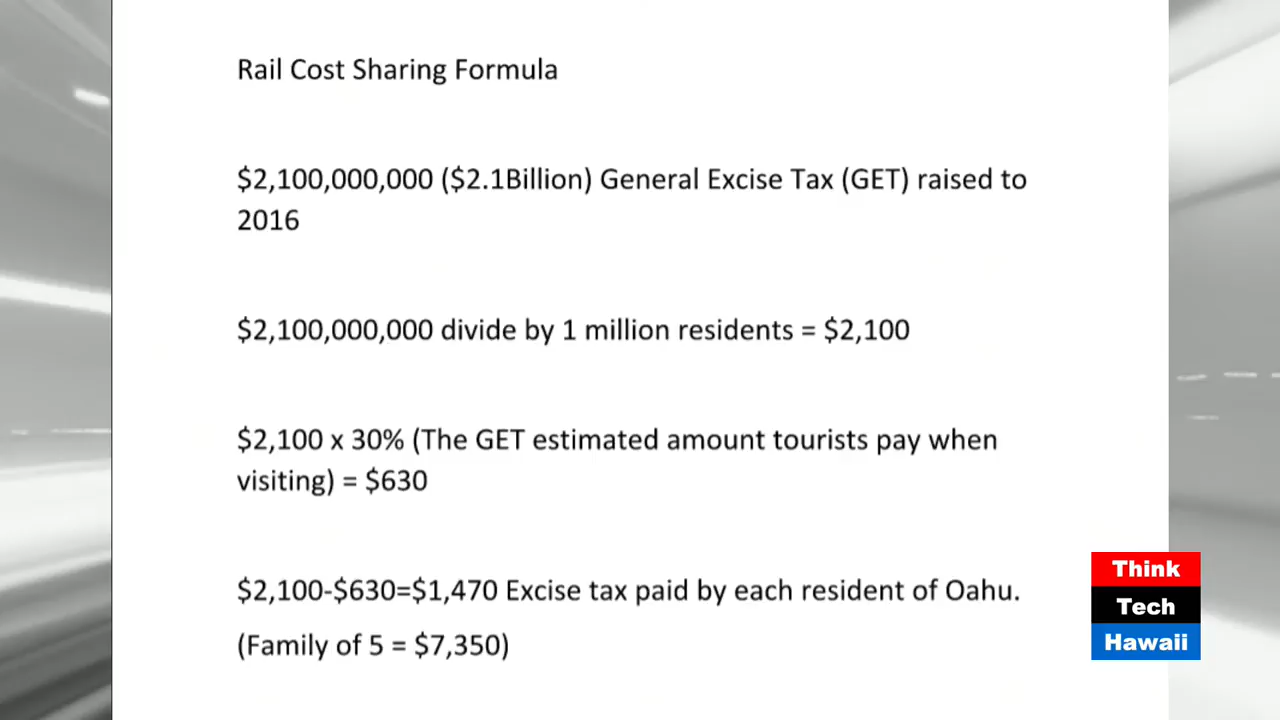 Rail Cost Sharing Formula
$2,100,000,000 ($2.1Billion) General Excise Tax (GET) raised to
2016
$2,100,000,000 divide by 1 million residents = $2,100
$2,100 x 30% (The GET estimated amount tourists pay when
visiting) = $630
$2,100-$630=$1,470 Excise tax paid by each resident of Oahu.
(Family of 5 = $7,350)
Think
Tech
Hawaii